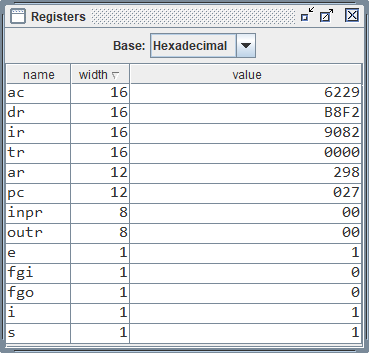 Registers
Base: Hexadecimal
name width value
ac 16 6229
dr 16 B8F2
ir 16 9082
tr 16 0000
ar 12 298
pc 12 027
inpr 8 00
outr 8 00
e 1 1
fgi 1 0
fgo 1 0
i 1 1
s 1 1